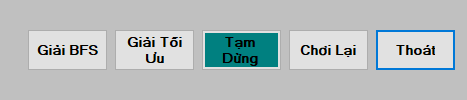 Giải BFS
Giải Tối
Ưu
Tạm
Dừng
Chơi Lại
Thoát